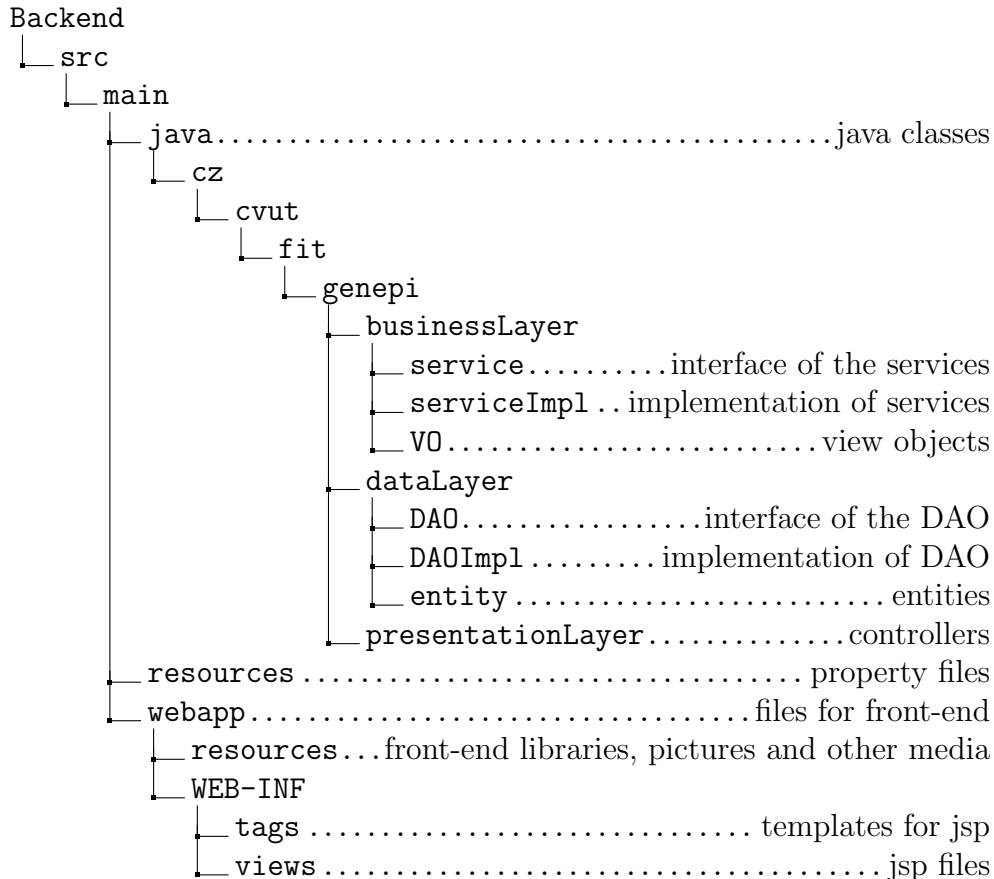 Backend
src
main
java.......................................java classes
cz
cvut
fit
genepi
businessLayer
service..........interface of the services
serviceImpl..implementation of services
VO........................view objects
dataLayer
DAO.................interface of the DAO
DAOImpl.........implementation of DAO
entity..........................entities
presentationLayer..............controllers
resources................................property files
webapp................................files for front-end
resources...front-end libraries, pictures and other media
WEB-INF
tags.............................templates for jsp
views.....................................jsp files